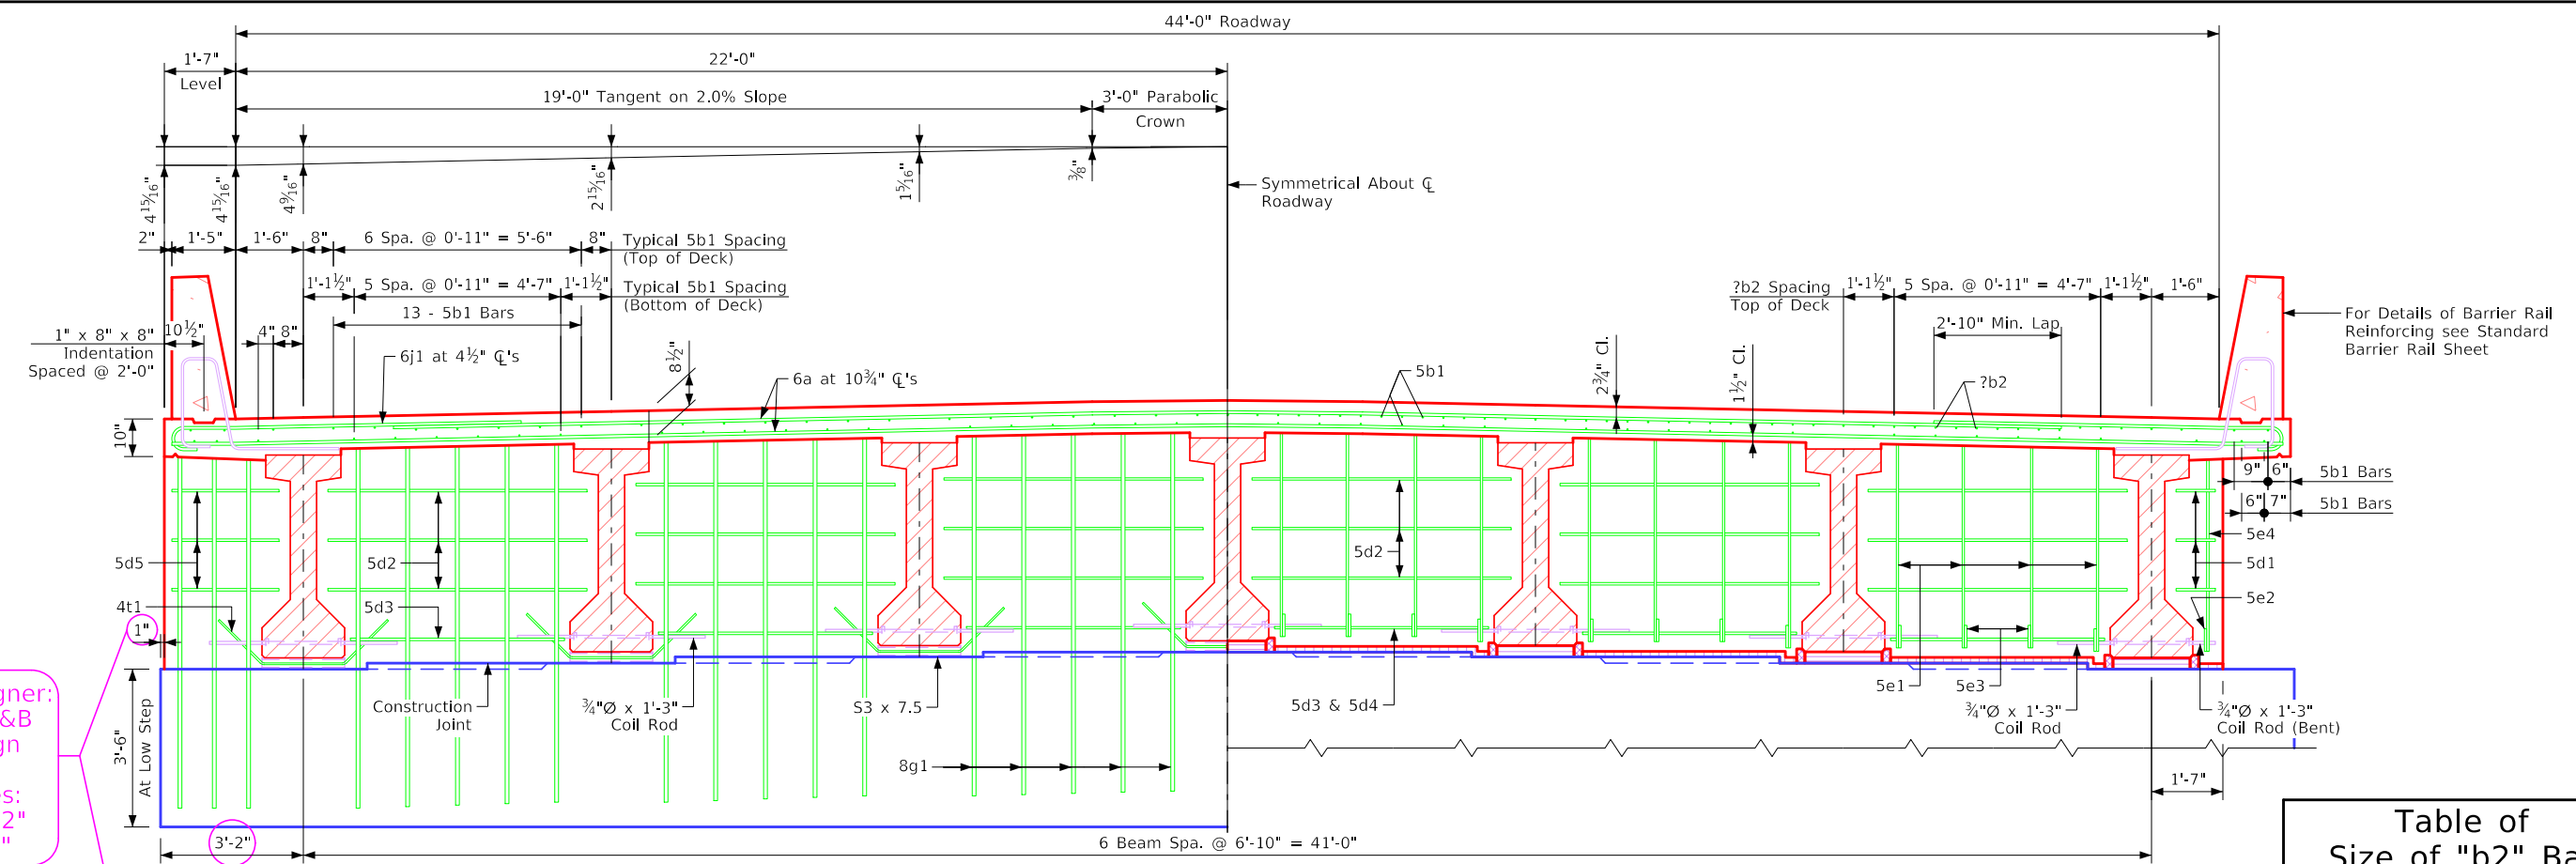 44'-0" Roadway
1'-7"
Level
22'-0"
19'-0" Tangent on 2.0% Slope
3'-0" Parabolic
Crown
4 15/16"
4 15/16"
4 9/16"
2 15/16"
1 5/16"
3/8"
Symmetrical About ℄
Roadway
2"
1'-5"
1'-6"
8"
6 Spa. @ 0'-11" = 5'-6"
8"
Typical 5b1 Spacing
(Top of Deck)
1'-1½"
5 Spa. @ 0'-11" = 4'-7"
1'-1½"
Typical 5b1 Spacing
(Bottom of Deck)
13 - 5b1 Bars
1" x 8" x 8"
Indentation
Spaced @ 2'-0"
10½"
4"
8"
6j1 at 4½" ℄'s
8½"
6a at 10¾" ℄'s
5b1
2¾" Cl.
1½" Cl.
?b2 Spacing
Top of Deck
1'-1½"
5 Spa. @ 0'-11" = 4'-7"
1'-1½"
1'-6"
2'-10" Min. Lap
?b2
For Details of Barrier Rail
Reinforcing see Standard
Barrier Rail Sheet
10"
9"
6"
5b1 Bars
6"
7"
5b1 Bars
5d5
5d2
5d2
5e4
5d1
5e2
4t1
5d3
1"
gner:
&B
gn
s:
2"
"
3'-6"
At Low Step
Construction
Joint
¾"Ø x 1'-3"
Coil Rod
S3 x 7.5
5d3 & 5d4
5e1
5e3
¾"Ø x 1'-3"
Coil Rod
¾"Ø x 1'-3"
Coil Rod (Bent)
8g1
1'-7"
3'-2"
6 Beam Spa. @ 6'-10" = 41'-0"
Table of
Size of "b2" Ba